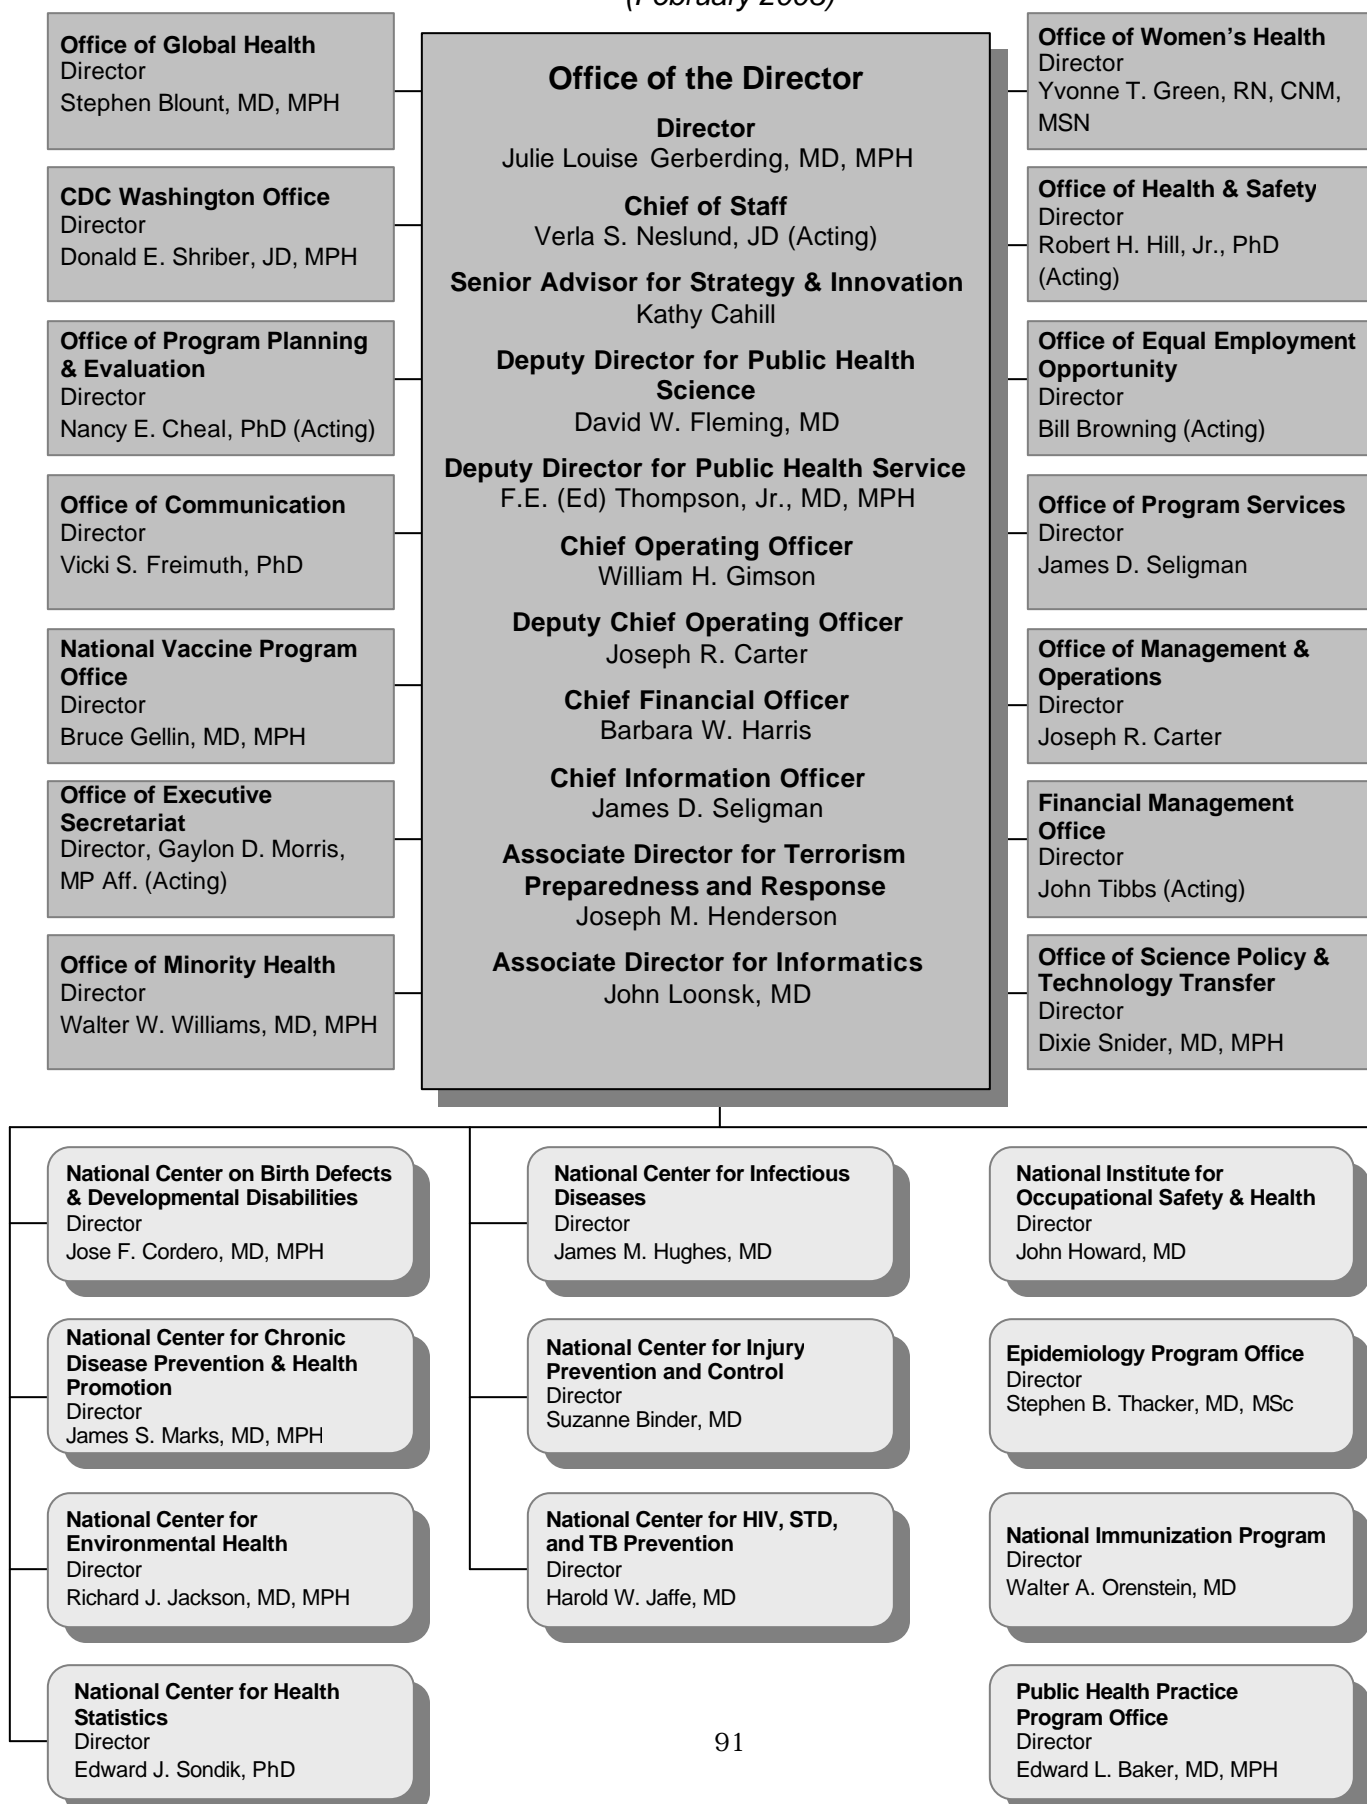 Office of Global Health
Director
Stephen Blount, MD, MPH
CDC Washington Office
Director
Donald E. Shriber, JD, MPH
Office of Program Planning
& Evaluation
Director
Nancy E. Cheal, PhD (Acting)
Office of Communication
Director
Vicki S. Freimuth, PhD
National Vaccine Program
Office
Director
Bruce Gellin, MD, MPH
Office of Executive
Secretariat
Director, Gaylon D. Morris,
MP Aff. (Acting)
Office of Minority Health
Director
Walter W. Williams, MD, MPH
Office of the Director
Director
Julie Louise Gerberding, MD, MPH
Chief of Staff
Verla S. Neslund, JD (Acting)
Senior Advisor for Strategy & Innovation
Kathy Cahill
Deputy Director for Public Health
Science
David W. Fleming, MD
Deputy Director for Public Health Service
F.E. (Ed) Thompson, Jr., MD, MPH
Chief Operating Officer
William H. Gimson
Deputy Chief Operating Officer
Joseph R. Carter
Chief Financial Officer
Barbara W. Harris
Chief Information Officer
James D. Seligman
Associate Director for Terrorism
Preparedness and Response
Joseph M. Henderson
Associate Director for Informatics
John Loonsk, MD
Office of Women's Health
Director
Yvonne T. Green, RN, CNM,
MSN
Office of Health & Safety
Director
Robert H. Hill, Jr., PhD
(Acting)
Office of Equal Employment
Opportunity
Director
Bill Browning (Acting)
Office of Program Services
Director
James D. Seligman
Office of Management &
Operations
Director
Joseph R. Carter
Financial Management
Office
Director
John Tibbs (Acting)
Office of Science Policy &
Technology Transfer
Director
Dixie Snider, MD, MPH
National Center on Birth Defects
& Developmental Disabilities
Director
Jose F. Cordero, MD, MPH
National Center for Chronic
Disease Prevention & Health
Promotion
Director
James S. Marks, MD, MPH
National Center for
Environmental Health
Director
Richard J. Jackson, MD, MPH
National Center for Health
Statistics
Director
Edward J. Sondik, PhD
National Center for Infectious
Diseases
Director
James M. Hughes, MD
National Center for Injury
Prevention and Control
Director
Suzanne Binder, MD
National Center for HIV, STD,
and TB Prevention
Director
Harold W. Jaffe, MD
National Institute for
Occupational Safety & Health
Director
John Howard, MD
Epidemiology Program Office
Director
Stephen B. Thacker, MD, MSc
National Immunization Program
Director
Walter A. Orenstein, MD
Public Health Practice
Program Office
Director
Edward L. Baker, MD, MPH
91